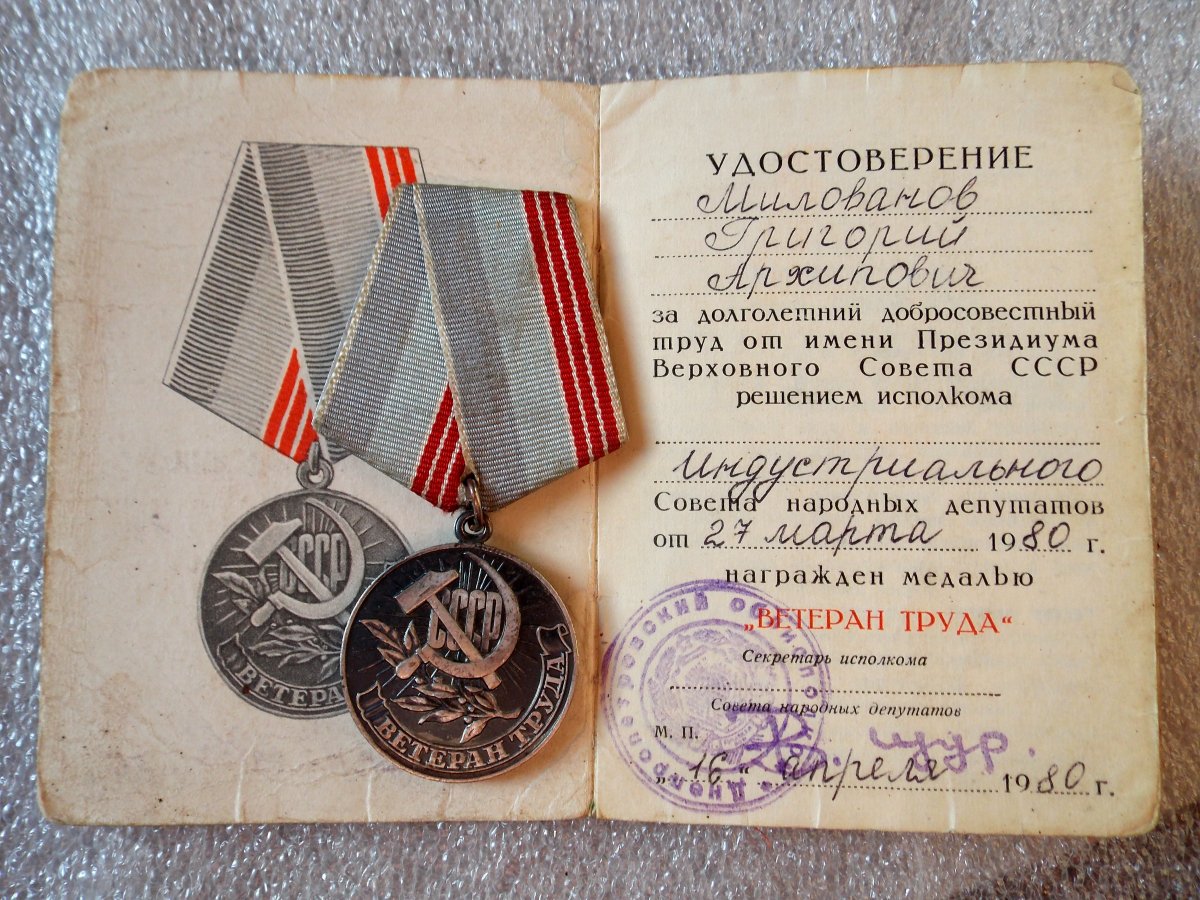 СССР
ВЕТЕРА
СССР
ВЕТЕРАН ТРУДА
УДОСТОВЕРЕНИЕ
Милованов
Григорий
Архипович
за долголетний добросовестный
труд от имени Президиума
Верховного Совета СССР
решением исполкома
Индустриального
Совета народных депутатов
от 27 марта 1980 г.
награжден медалью
„ВЕТЕРАН ТРУДА“
Секретарь исполкома
Совета народных депутатов
М. П.
Щур.
„16“ апреля 1980 г.